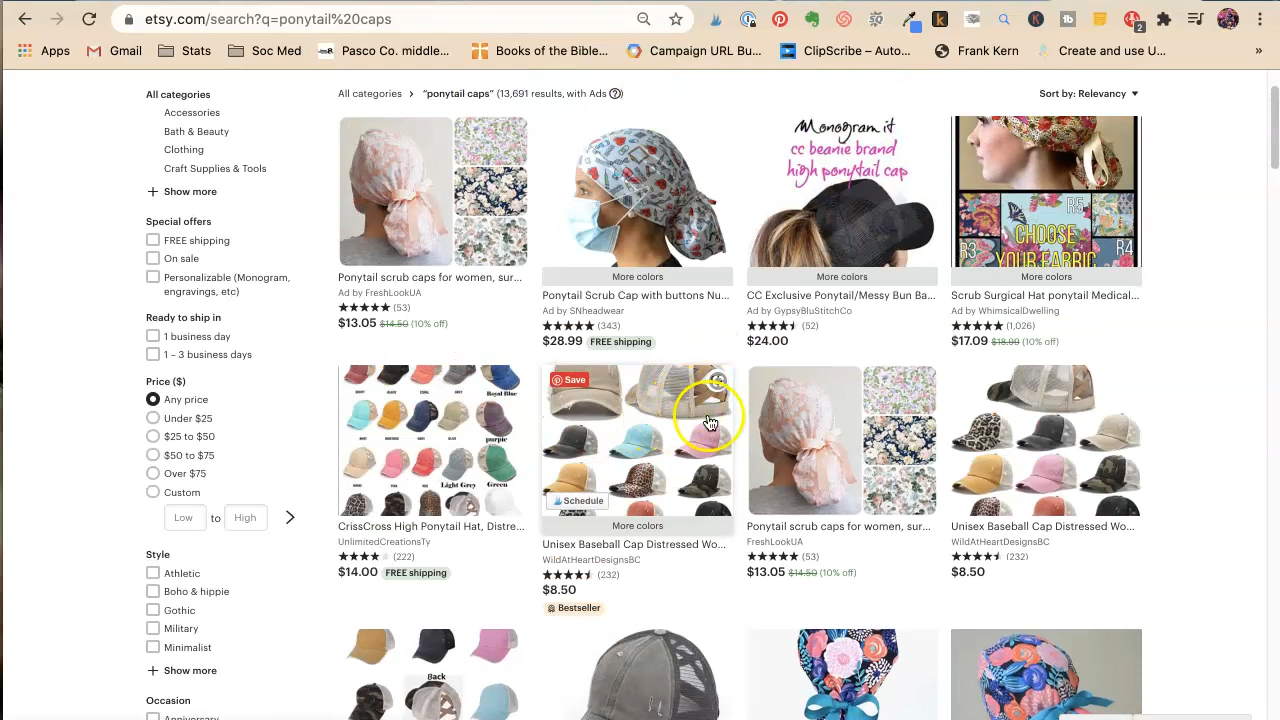 etsy.com/search?q=ponytail%20caps
2
Apps
Gmail
Stats
Soc Med
Pasco Co. middle...
Books of the Bible...
Campaign URL Bu...
ClipScribe – Auto...
Frank Kern
Create and use U...
»
All categories
Accessories
Bath & Beauty
Clothing
Craft Supplies & Tools
+ Show more
Special offers
FREE shipping
On sale
Personalizable (Monogram,
engravings, etc)
Ready to ship in
1 business day
1 – 3 business days
Price ($)
Any price
Under $25
$25 to $50
$50 to $75
Over $75
Custom
Low to High
Style
Athletic
Boho & hippie
Gothic
Military
Minimalist
+ Show more
Occasion
Anniversary
All categories > "ponytail caps" (13,691 results, with Ads ?)
Sort by: Relevancy
Ponytail scrub caps for women, sur...
Ad by FreshLookUA
★★★★★ (53)
$13.05 $14.50 (10% off)
More colors
Ponytail Scrub Cap with buttons Nu...
Ad by SNheadwear
★★★★★ (343)
$28.99 FREE shipping
Monogram it
cc beanie brand
high ponytail cap
More colors
CC Exclusive Ponytail/Messy Bun Ba...
Ad by GypsyBluStitchCo
(52)
$24.00
R5
CHOOSE
YOUR FABRIC
R3
R4
More colors
Scrub Surgical Hat ponytail Medical...
Ad by WhimsicalDwelling
★★★★★ (1,026)
$17.09 $18.99 (10% off)
Royal Blue
purple
Light Grey
Green
CrissCross High Ponytail Hat, Distre...
UnlimitedCreationsTy
(222)
$14.00 FREE shipping
Save
Schedule
More colors
Unisex Baseball Cap Distressed Wo...
WildAtHeartDesignsBC
(232)
$8.50
Bestseller
Ponytail scrub caps for women, sur...
FreshLookUA
★★★★★ (53)
$13.05 $14.50 (10% off)
Unisex Baseball Cap Distressed Wo...
WildAtHeartDesignsBC
(232)
$8.50
Back